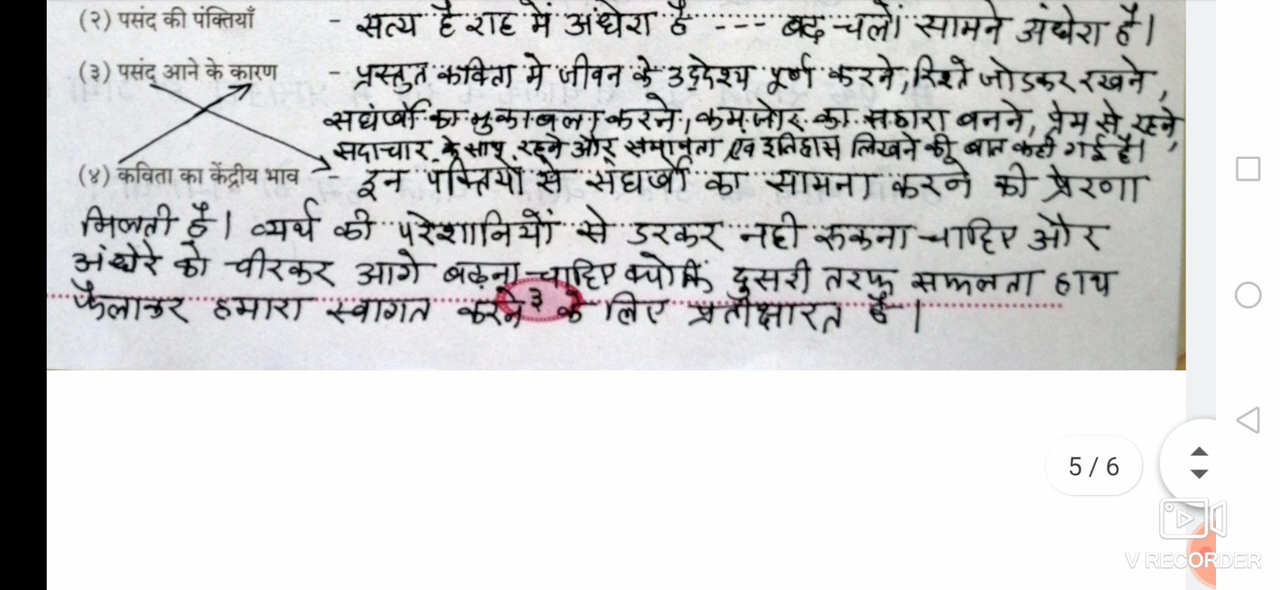 (२) पसंद की पंक्तियाँ - सत्य है राह में अंधेरा है --- बढ़ चलों सामने अंधेरा है।
(३) पसंद आने के कारण - प्रस्तुत कविता मे जीवन के उद्देश्य पूर्ण करने, रिश्ते जोडकर रखने,
संघर्षो का मुकाबला करने, कमजोर का सहारा बनने, प्रेम से रहने,
सदाचार के साथ रहने और समानता एव इतिहास लिखने की बात कही गई है।
(४) कविता का केंद्रीय भाव - इन पंक्तियों से संघर्षो का सामना करने की प्रेरणा
मिलती है। व्यर्थ की परेशानियों से डरकर नही रूकना चाहिए और
अंधेरे को चीरकर आगे बढ़ना चाहिए क्योकिं दुसरी तरफ सफलता हाथ
फैलाकर हमारा स्वागत करने के लिए प्रतीक्षारत है।
३
5 / 6
V RECORDER